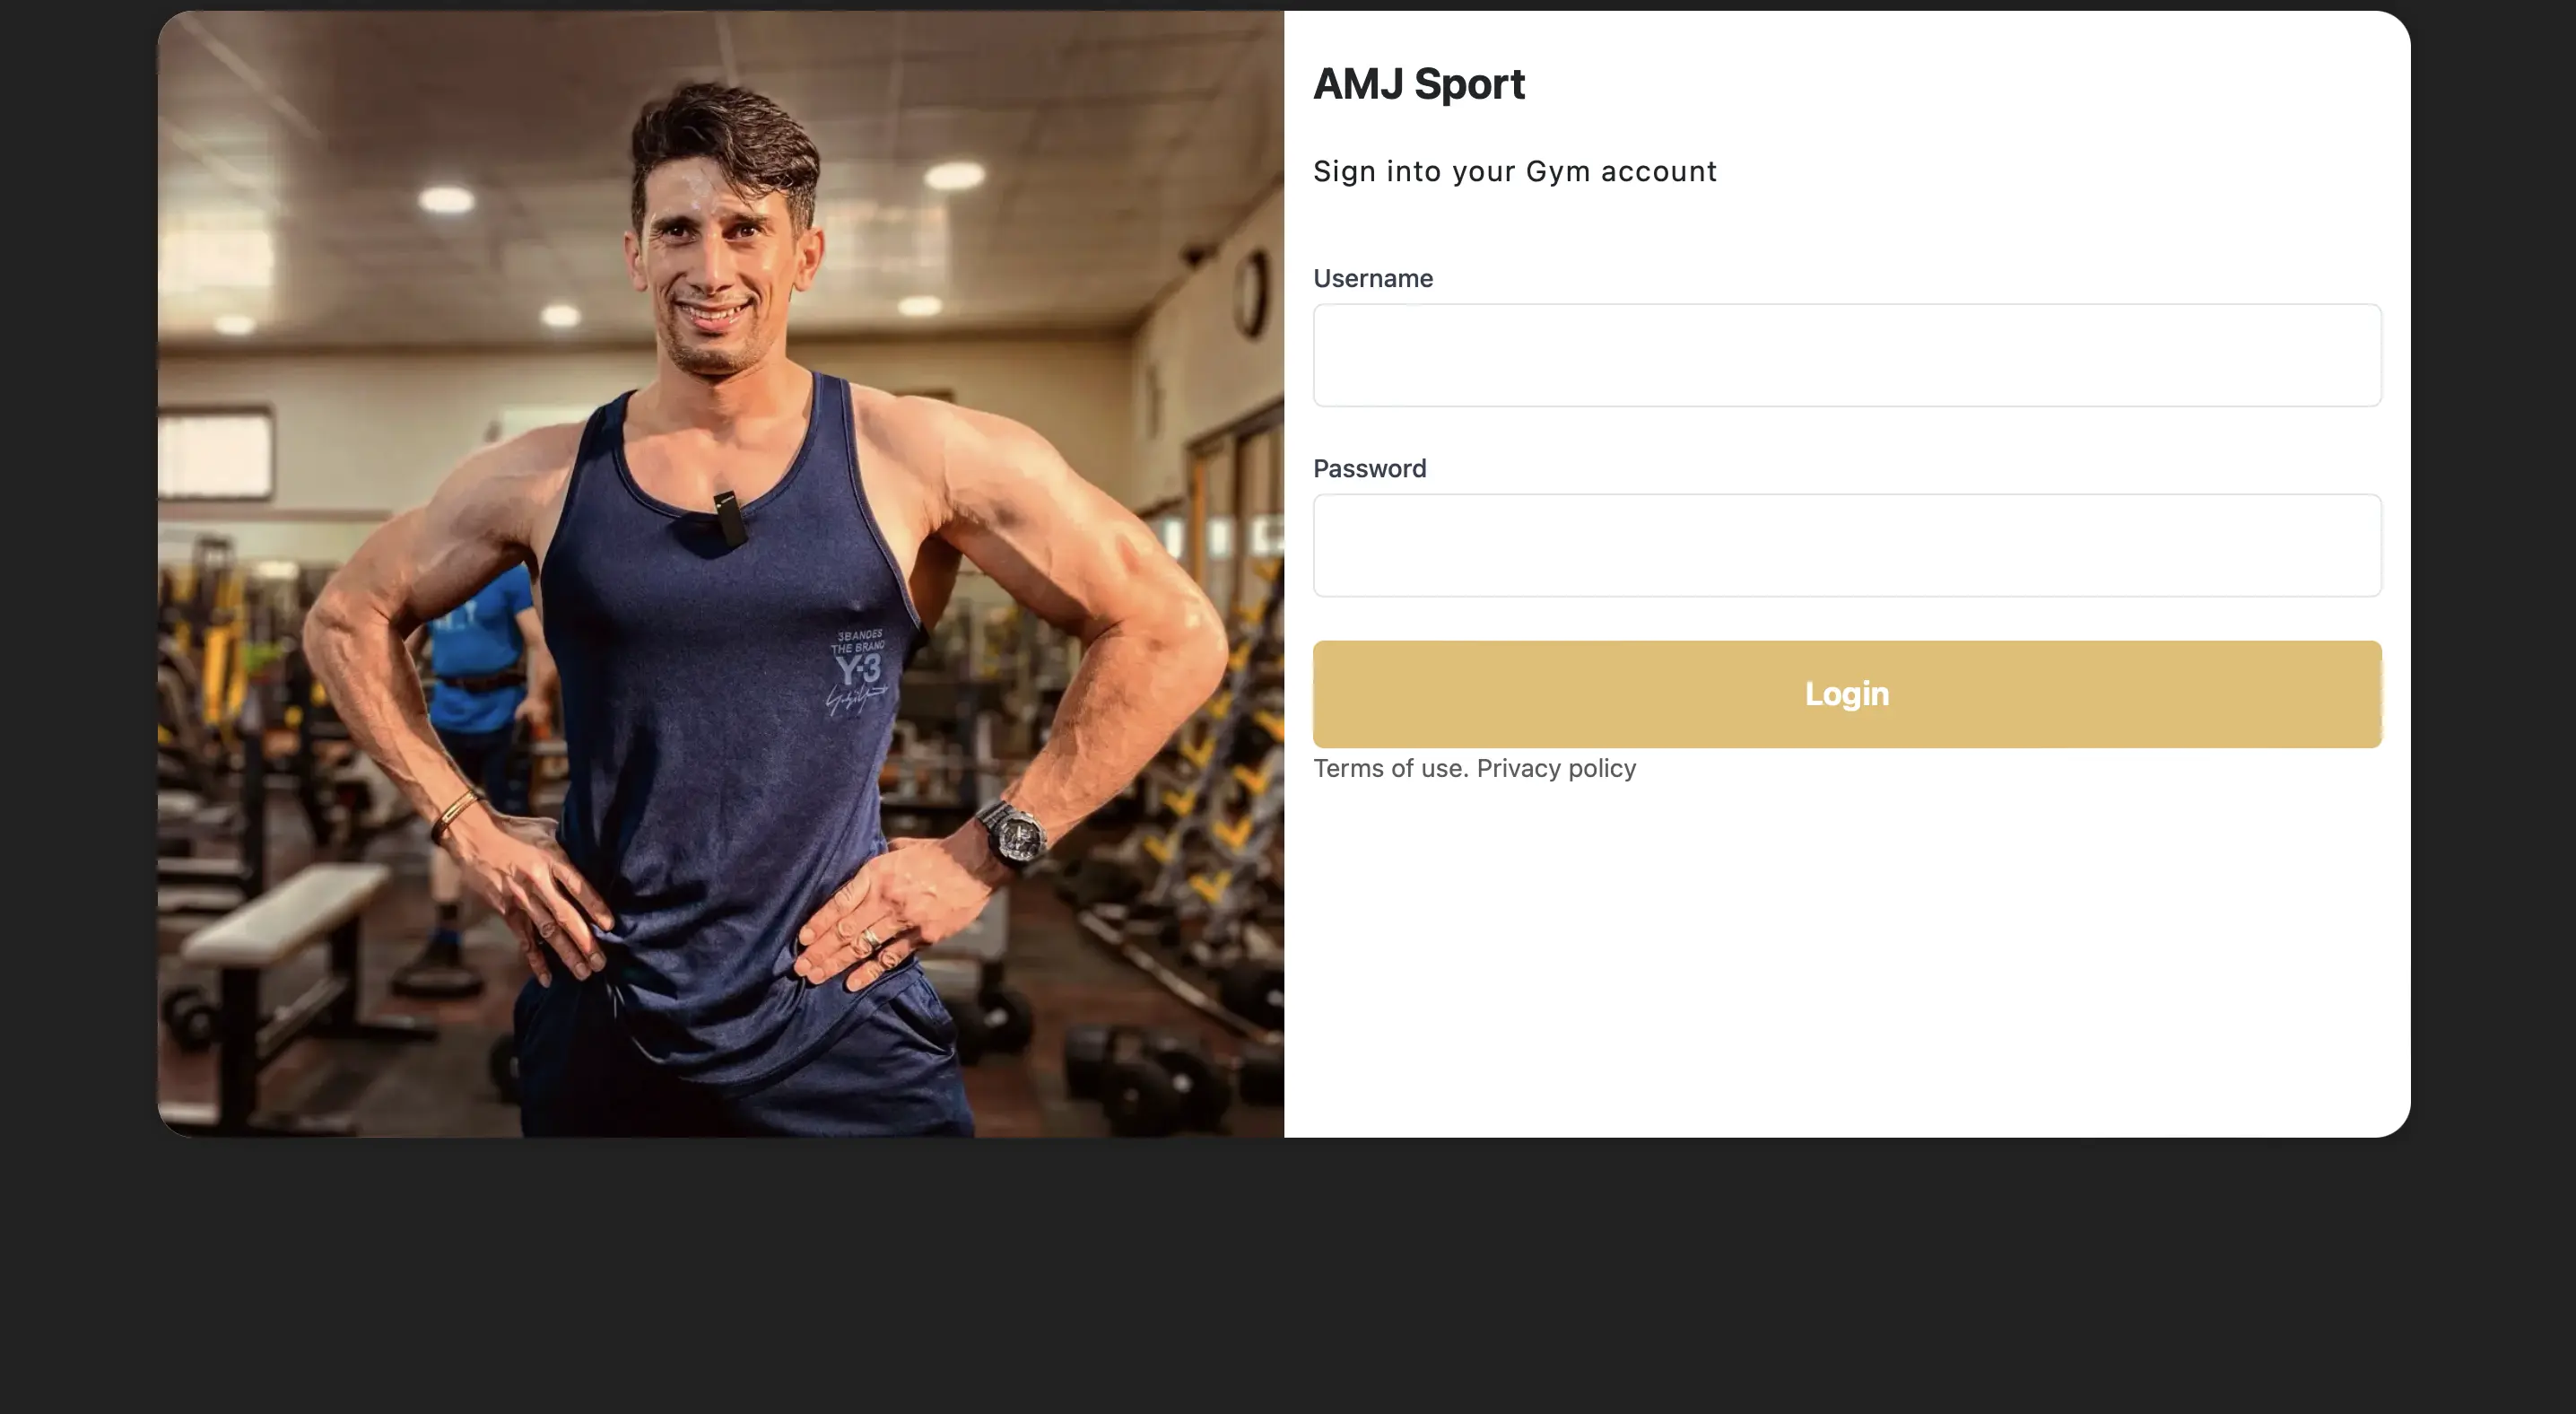 AMJ Sport
Sign into your Gym account
Username
Password
Login
Terms of use. Privacy policy
3BANDES
THE BRAND
Y-3